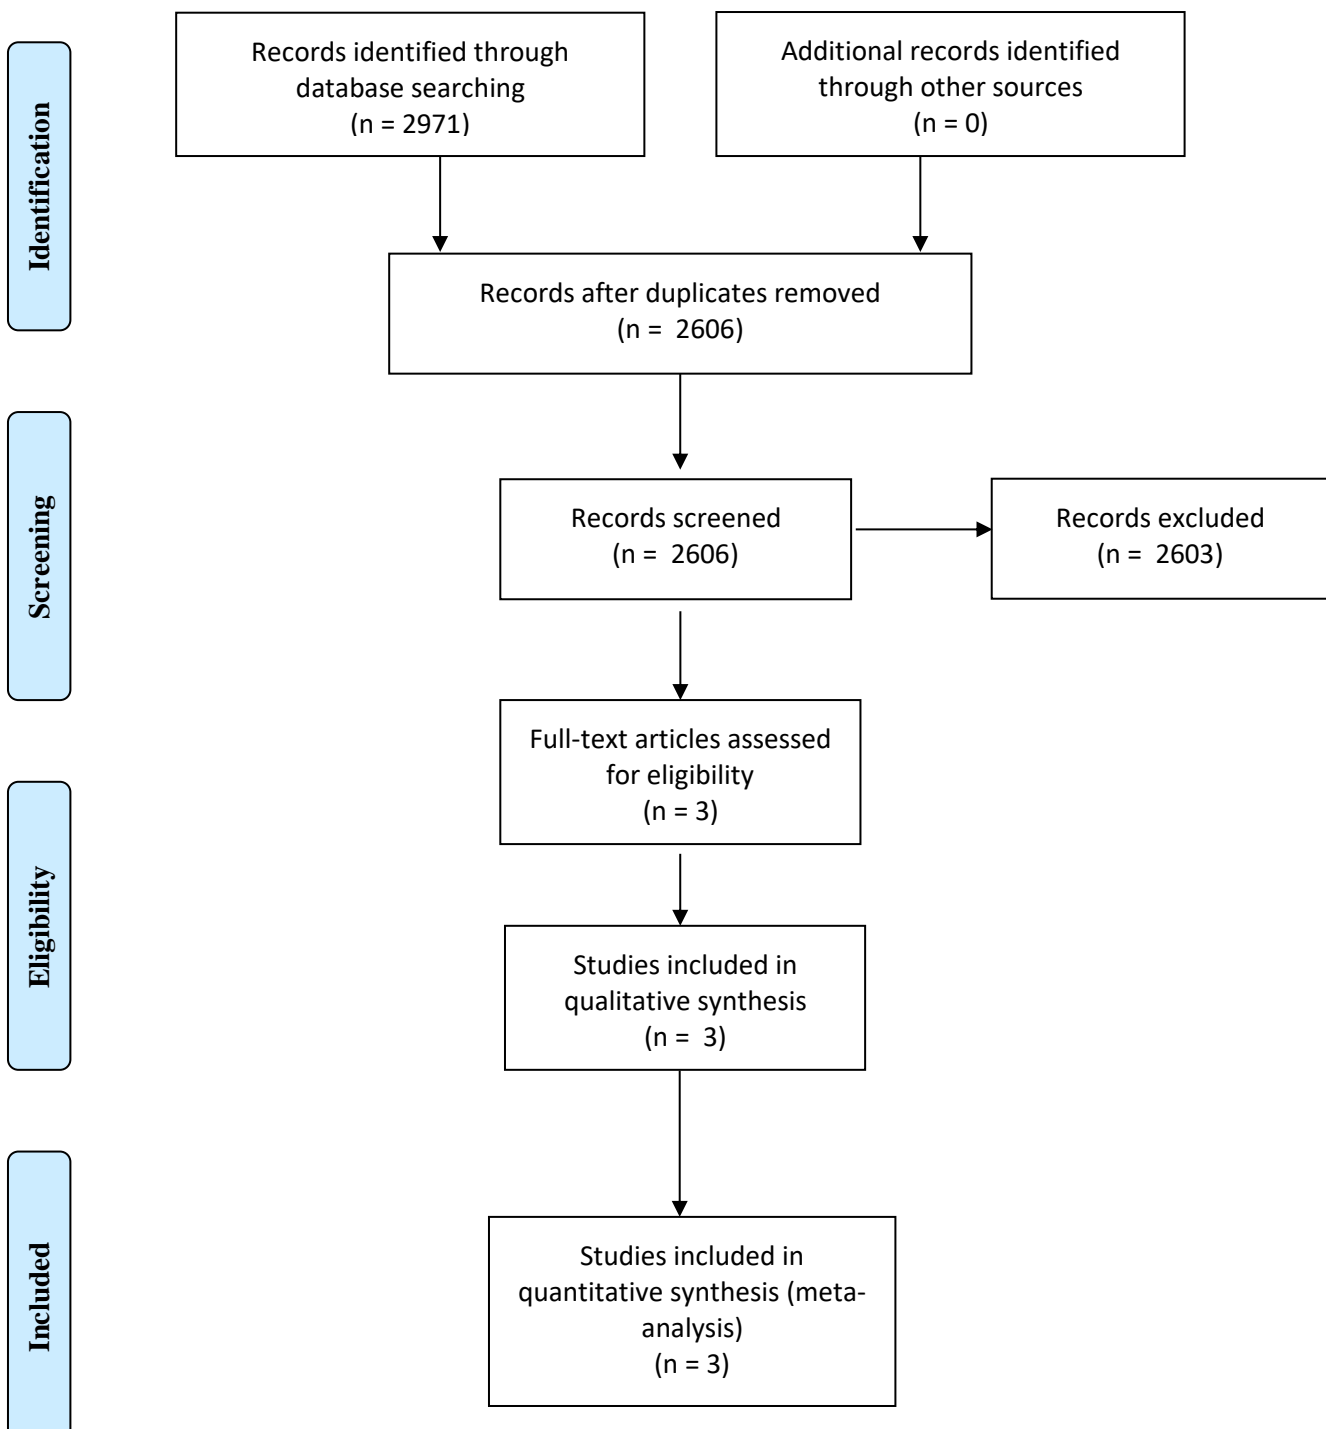 Identification
Records identified through
database searching
(n = 2971)
Additional records identified
through other sources
(n = 0)
Records after duplicates removed
(n =  2606)
Screening
Records screened
(n =  2606)
Records excluded
(n =  2603)
Full-text articles assessed
for eligibility
(n = 3)
Eligibility
Studies included in
qualitative synthesis
(n =  3)
Included
Studies included in
quantitative synthesis (meta-
analysis)
(n = 3)